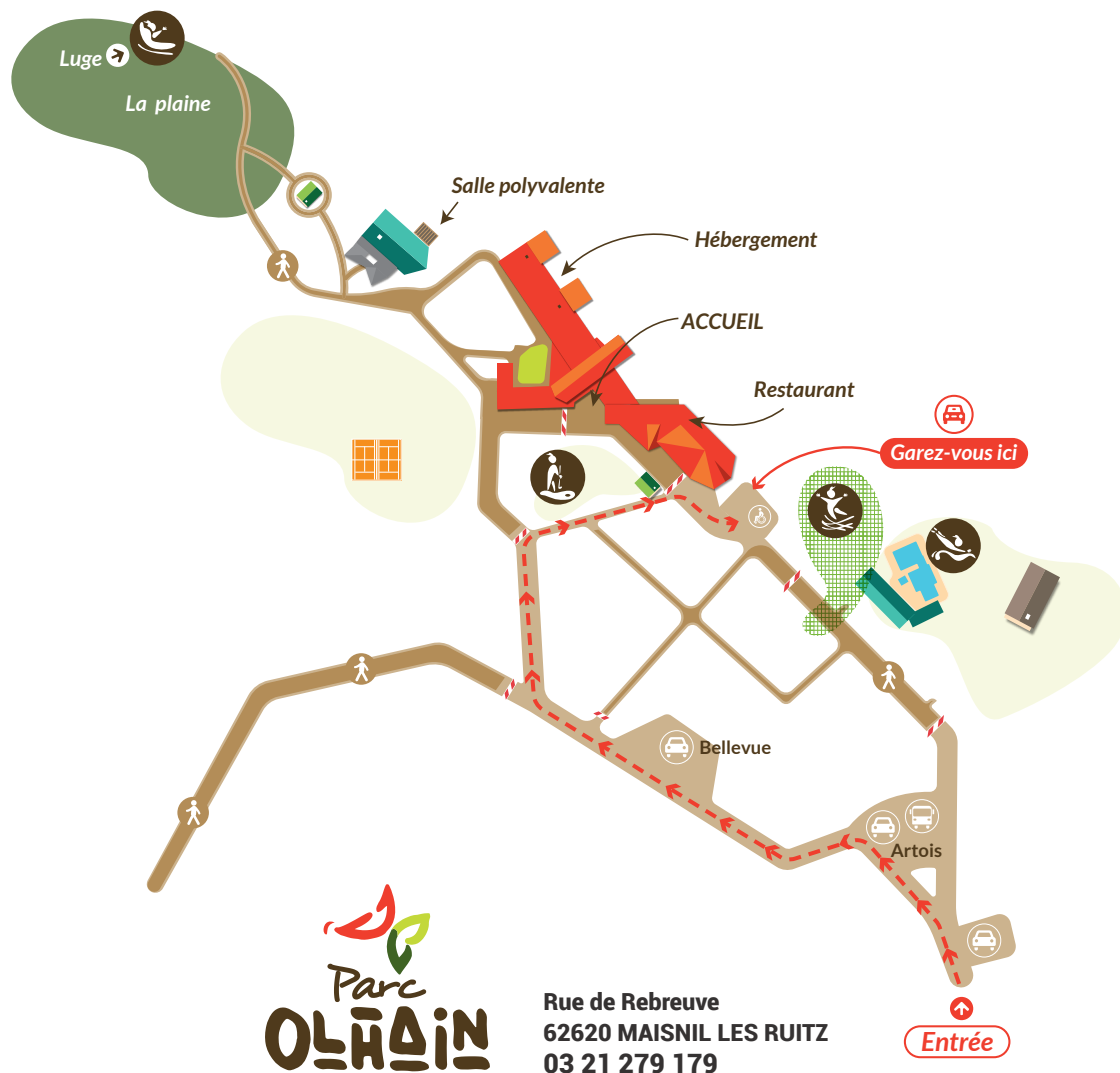 Luge
La plaine
Salle polyvalente
Hébergement
ACCUEIL
Restaurant
Garez-vous ici
Bellevue
Artois
Parc
OLHAiN
Rue de Rebreuve
62620 MAISNIL LES RUITZ
03 21 279 179
Entrée